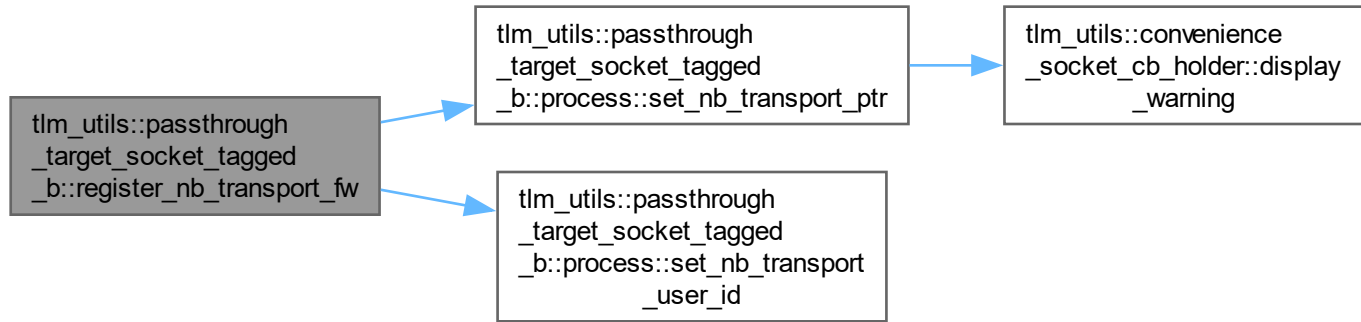 tlm_utils::passthrough
_target_socket_tagged
_b::register_nb_transport_fw
tlm_utils::passthrough
_target_socket_tagged
_b::process::set_nb_transport_ptr
tlm_utils::convenience
_socket_cb_holder::display
_warning
tlm_utils::passthrough
_target_socket_tagged
_b::process::set_nb_transport
_user_id